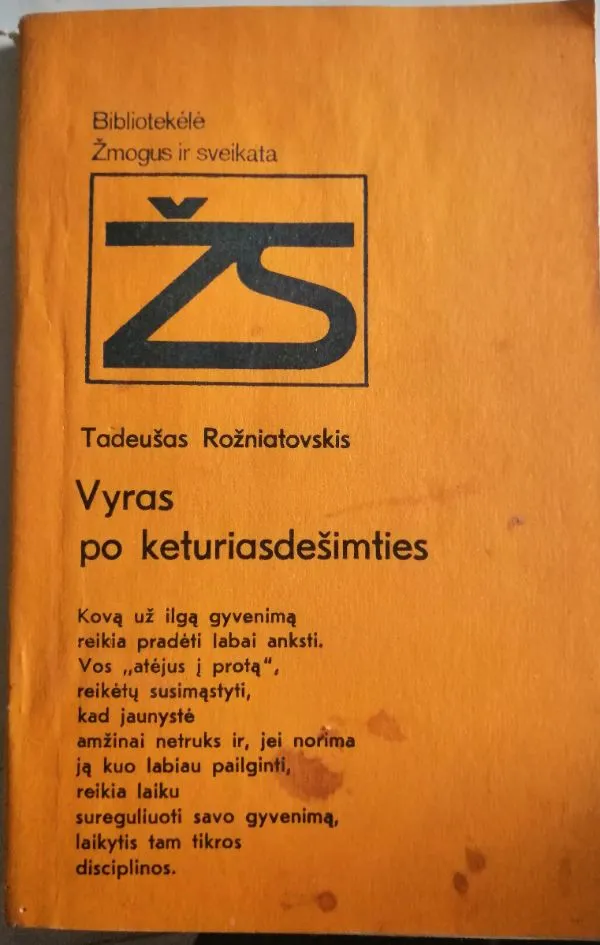 Bibliotekėlė
Žmogus ir sveikata
ŽS
Tadeušas Rožniatovskis
Vyras
po keturiasdešimties
Kovą už ilgą gyvenimą
reikia pradėti labai anksti.
Vos „atėjus į protą“,
reikėtų susimąstyti,
kad jaunystė
amžinai netruks ir, jei norima
ją kuo labiau pailginti,
reikia laiku
sureguliuoti savo gyvenimą,
laikytis tam tikros
disciplinos.